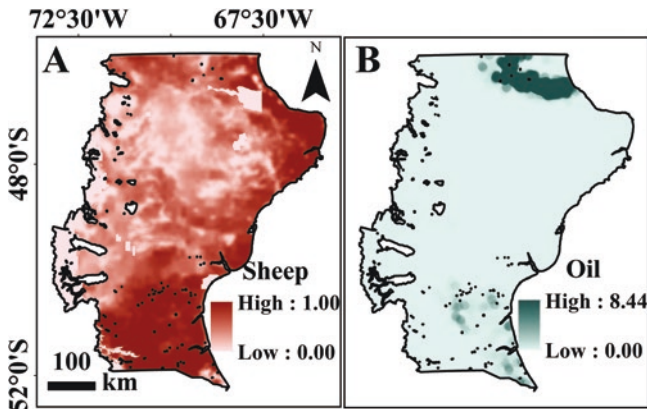 72°30'W 67°30'W
A
N
B
48°0'S
Sheep
High : 1.00
Low : 0.00
Oil
High : 8.44
Low : 0.00
100
km
52°0'S